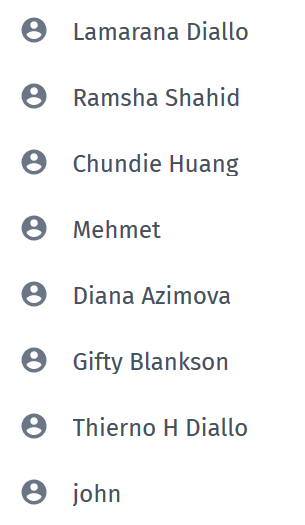 Lamarana Diallo
Ramsha Shahid
Chundie Huang
Mehmet
Diana Azimova
Gifty Blankson
Thierno H Diallo
john